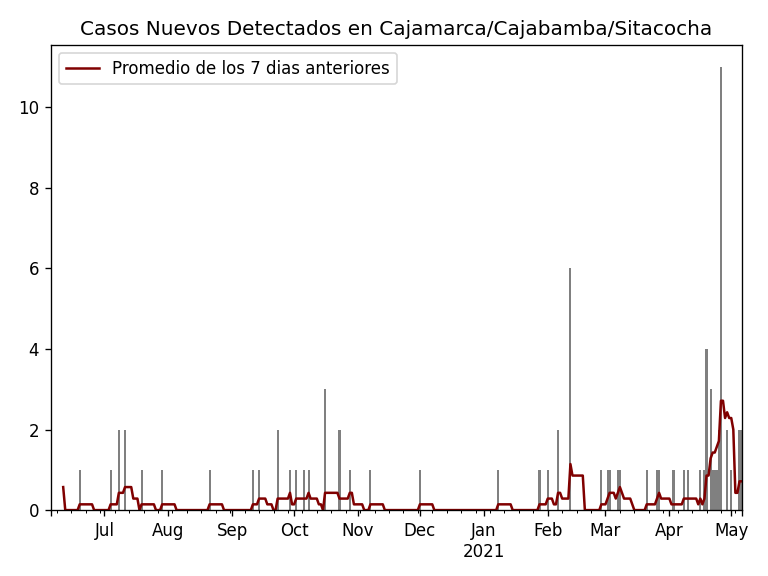 Casos Nuevos Detectados en Cajamarca/Cajabamba/Sitacocha
Promedio de los 7 dias anteriores
10
8
6
4
2
0
Jul Aug Sep Oct Nov Dec Jan Feb Mar Apr May
2021